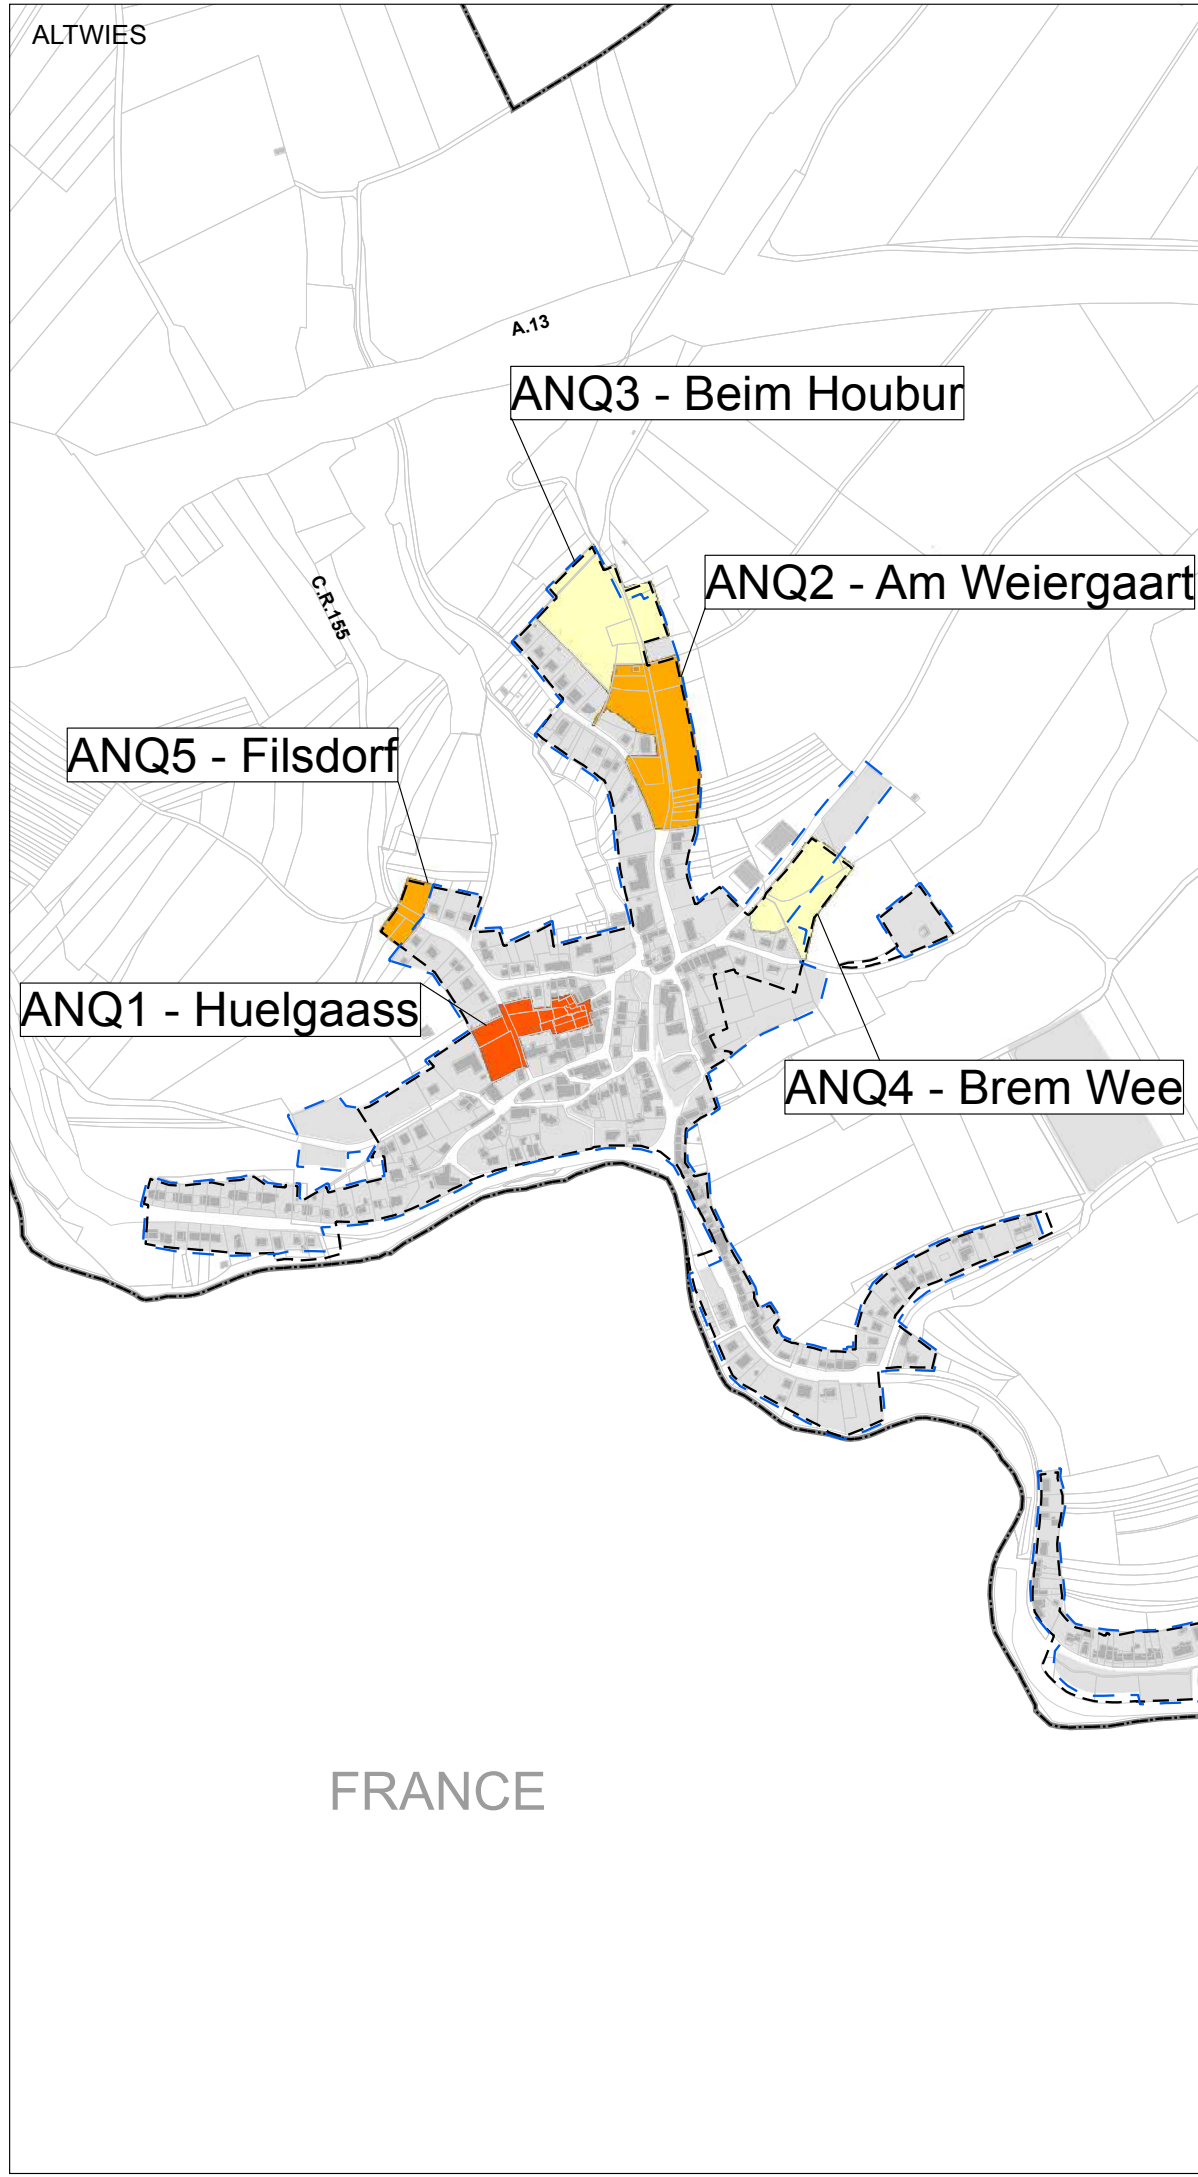 ALTWIES
A.13
ANQ3 - Beim Houbur
ANQ2 - Am Weiergaart
C.R.155
ANQ5 - Filsdorf
ANQ1 - Huelgaass
ANQ4 - Brem Wee
FRANCE